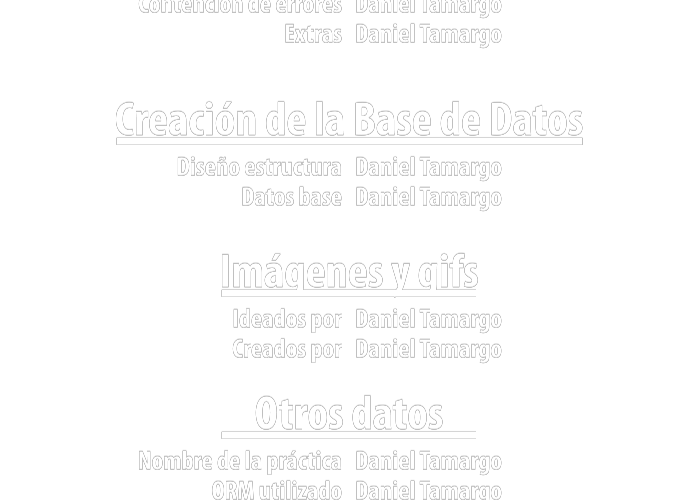 Contención de errores Daniel Tamargo
Extras Daniel Tamargo
Creación de la Base de Datos
Diseño estructura Daniel Tamargo
Datos base Daniel Tamargo
Imágenes y gifs
Ideados por Daniel Tamargo
Creados por Daniel Tamargo
Otros datos
Nombre de la práctica Daniel Tamargo
ORM utilizado Daniel Tamargo